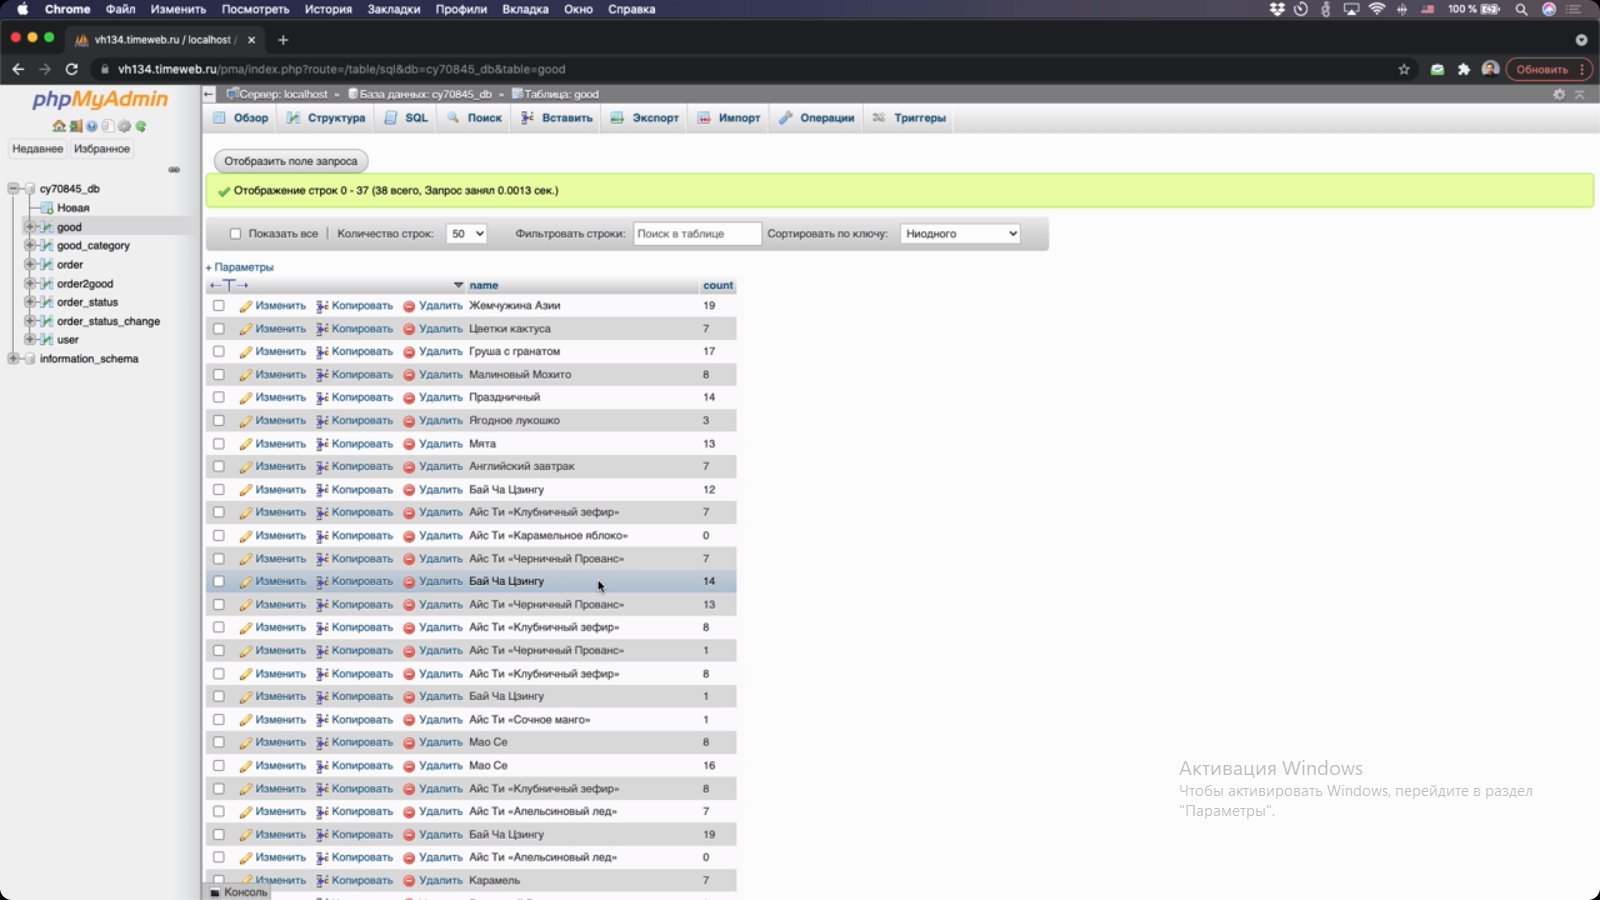 Chrome Файл Изменить Посмотреть История Закладки Профили Вкладка Окно Справка 100 %
vh134.timeweb.ru / localhost /
vh134.timeweb.ru/pma/index.php?route=/table/sql&db=cy70845_db&table=good Обновить
phpMyAdmin
Недавнее Избранное
cy70845_db
Новая
good
good_category
order
order2good
order_status
order_status_change
user
information_schema
Сервер: localhost » База данных: cy70845_db » Таблица: good
Обзор Структура SQL Поиск Вставить Экспорт Импорт Операции Триггеры
Отобразить поле запроса
Отображение строк 0 - 37 (38 всего, Запрос занял 0.0013 сек.)
Показать все | Количество строк: 50 Фильтровать строки: Поиск в таблице Сортировать по ключу: Ниодного
+ Параметры
←T→ name count
Изменить Копировать Удалить Жемчужина Азии 19
Изменить Копировать Удалить Цветки кактуса 7
Изменить Копировать Удалить Груша с гранатом 17
Изменить Копировать Удалить Малиновый Мохито 8
Изменить Копировать Удалить Праздничный 14
Изменить Копировать Удалить Ягодное лукошко 3
Изменить Копировать Удалить Мята 13
Изменить Копировать Удалить Английский завтрак 7
Изменить Копировать Удалить Бай Ча Цзингу 12
Изменить Копировать Удалить Айс Ти «Клубничный зефир» 7
Изменить Копировать Удалить Айс Ти «Карамельное яблоко» 0
Изменить Копировать Удалить Айс Ти «Черничный Прованс» 7
Изменить Копировать Удалить Бай Ча Цзингу 14
Изменить Копировать Удалить Айс Ти «Черничный Прованс» 13
Изменить Копировать Удалить Айс Ти «Клубничный зефир» 8
Изменить Копировать Удалить Айс Ти «Черничный Прованс» 1
Изменить Копировать Удалить Айс Ти «Клубничный зефир» 8
Изменить Копировать Удалить Бай Ча Цзингу 1
Изменить Копировать Удалить Айс Ти «Сочное манго» 1
Изменить Копировать Удалить Мао Се 8
Изменить Копировать Удалить Мао Се 16
Изменить Копировать Удалить Айс Ти «Клубничный зефир» 8
Изменить Копировать Удалить Айс Ти «Апельсиновый лед» 7
Изменить Копировать Удалить Бай Ча Цзингу 19
Изменить Копировать Удалить Айс Ти «Апельсиновый лед» 0
Изменить Копировать Удалить Карамель 7
Консоль
Активация Windows
Чтобы активировать Windows, перейдите в раздел
"Параметры".